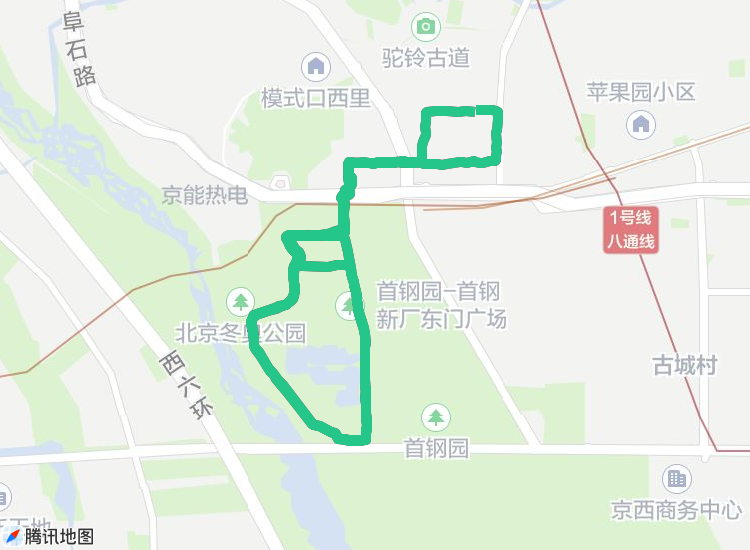 阜石路
驼铃古道
模式口西里
苹果园小区
京能热电
1号线
八通线
首钢园-首钢
新厂东门广场
北京冬奥公园
西六环
古城村
首钢园
京西商务中心
腾讯地图